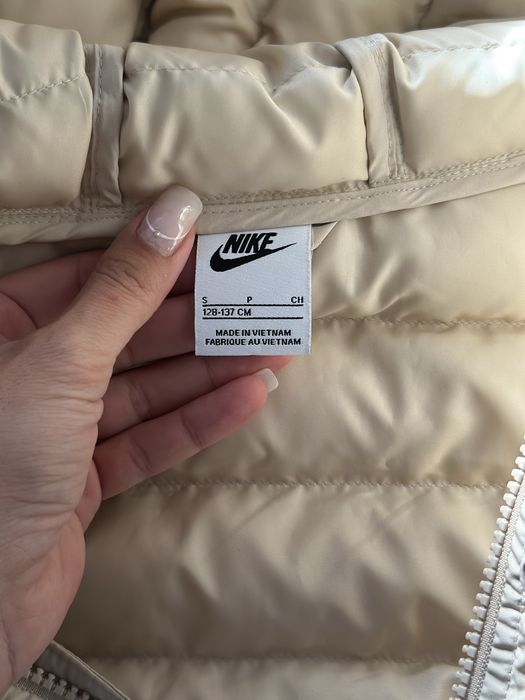 NIKE
S P CH
128-137 CM
MADE IN VIETNAM
FABRIQUE AU VIETNAM